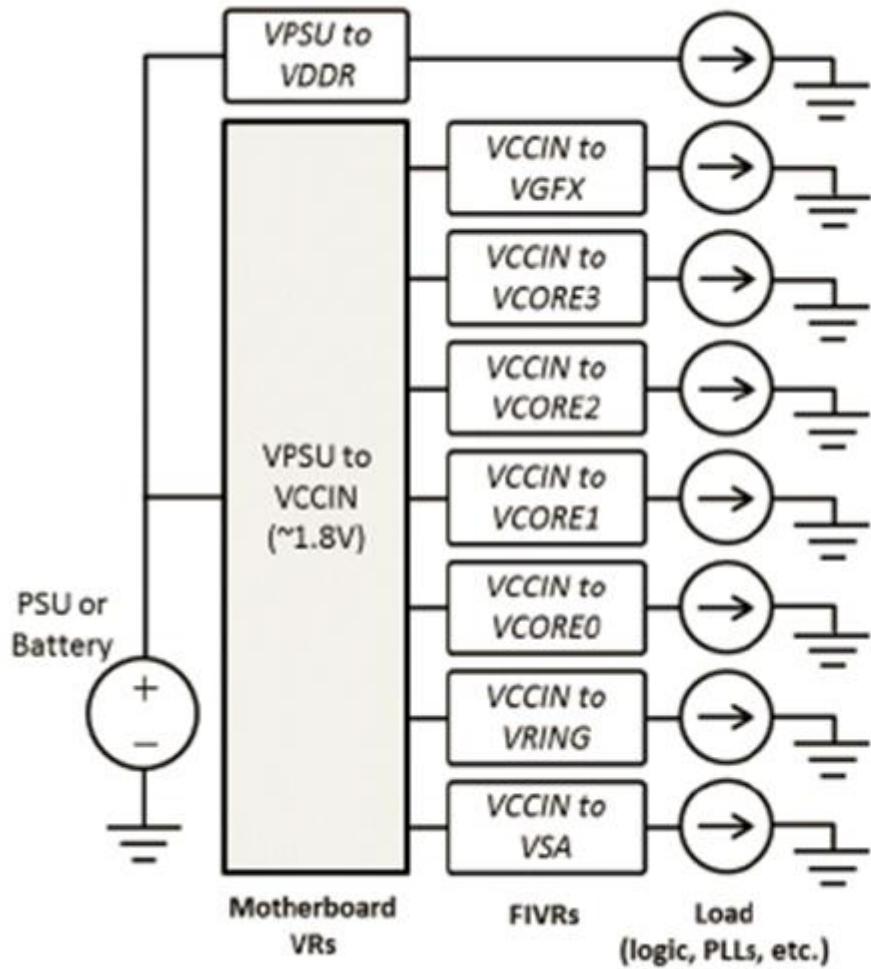 VPSU to
VDDR
VCCIN to
VGFX
VCCIN to
VCORE3
VCCIN to
VCORE2
VPSU to
VCCIN
(~1.8V)
VCCIN to
VCORE1
PSU or
Battery
+
−
VCCIN to
VCORE0
VCCIN to
VRING
VCCIN to
VSA
Motherboard
VRs
FIVRs
Load
(logic, PLLs, etc.)